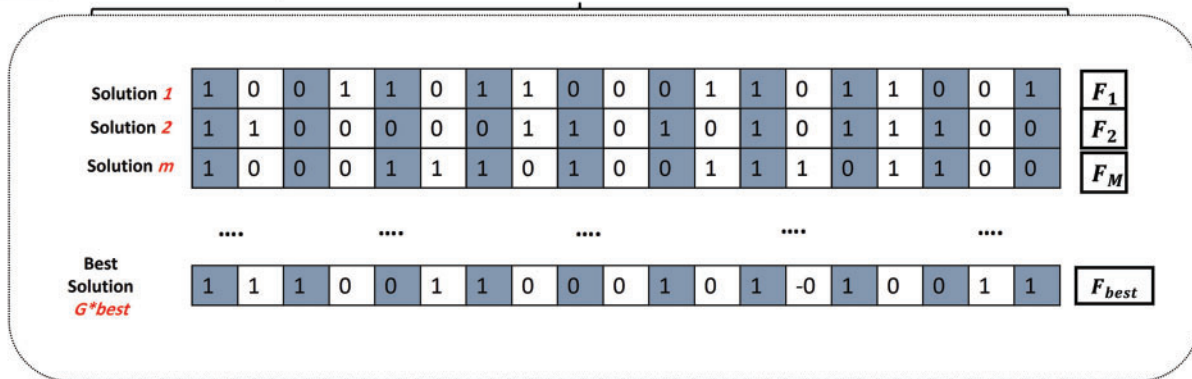 Solution 1 1 0 0 1 1 0 1 1 0 0 0 1 1 0 1 1 0 0 1 F1
Solution 2 1 1 0 0 0 0 0 1 1 0 1 0 1 0 1 1 1 0 0 F2
Solution m 1 0 0 0 1 1 1 0 1 0 0 1 1 1 0 1 1 0 0 FM
.... .... .... .... ....
Best
Solution 1 1 1 0 0 1 1 0 0 0 1 0 1 -0 1 0 0 1 1 Fbest
G*best